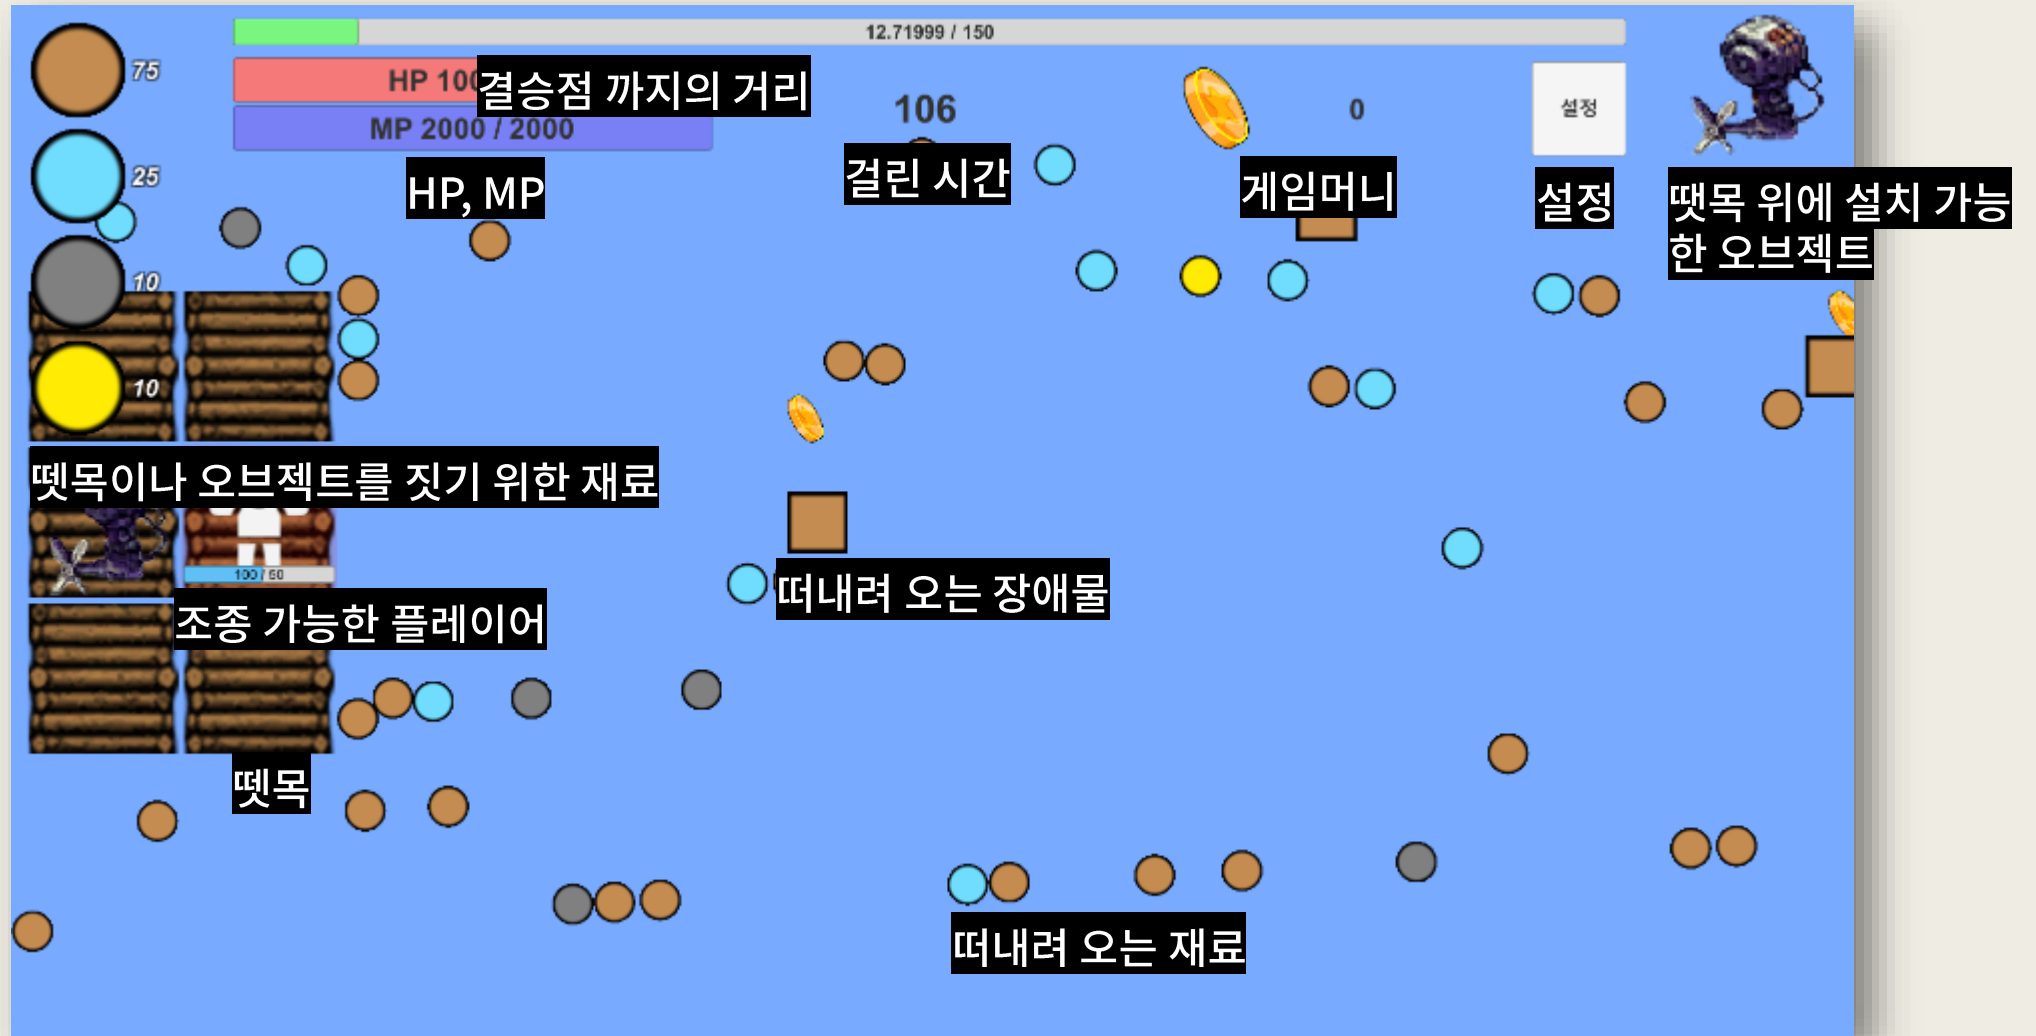 12.71999 / 150
75
HP 100
결승점 까지의 거리
MP 2000 / 2000
106
0
설정
25
HP, MP
걸린 시간
게임머니
설정
땟목 위에 설치 가능
한 오브젝트
10
10
뗏목이나 오브젝트를 짓기 위한 재료
100 / 50
떠내려 오는 장애물
조종 가능한 플레이어
뗏목
떠내려 오는 재료